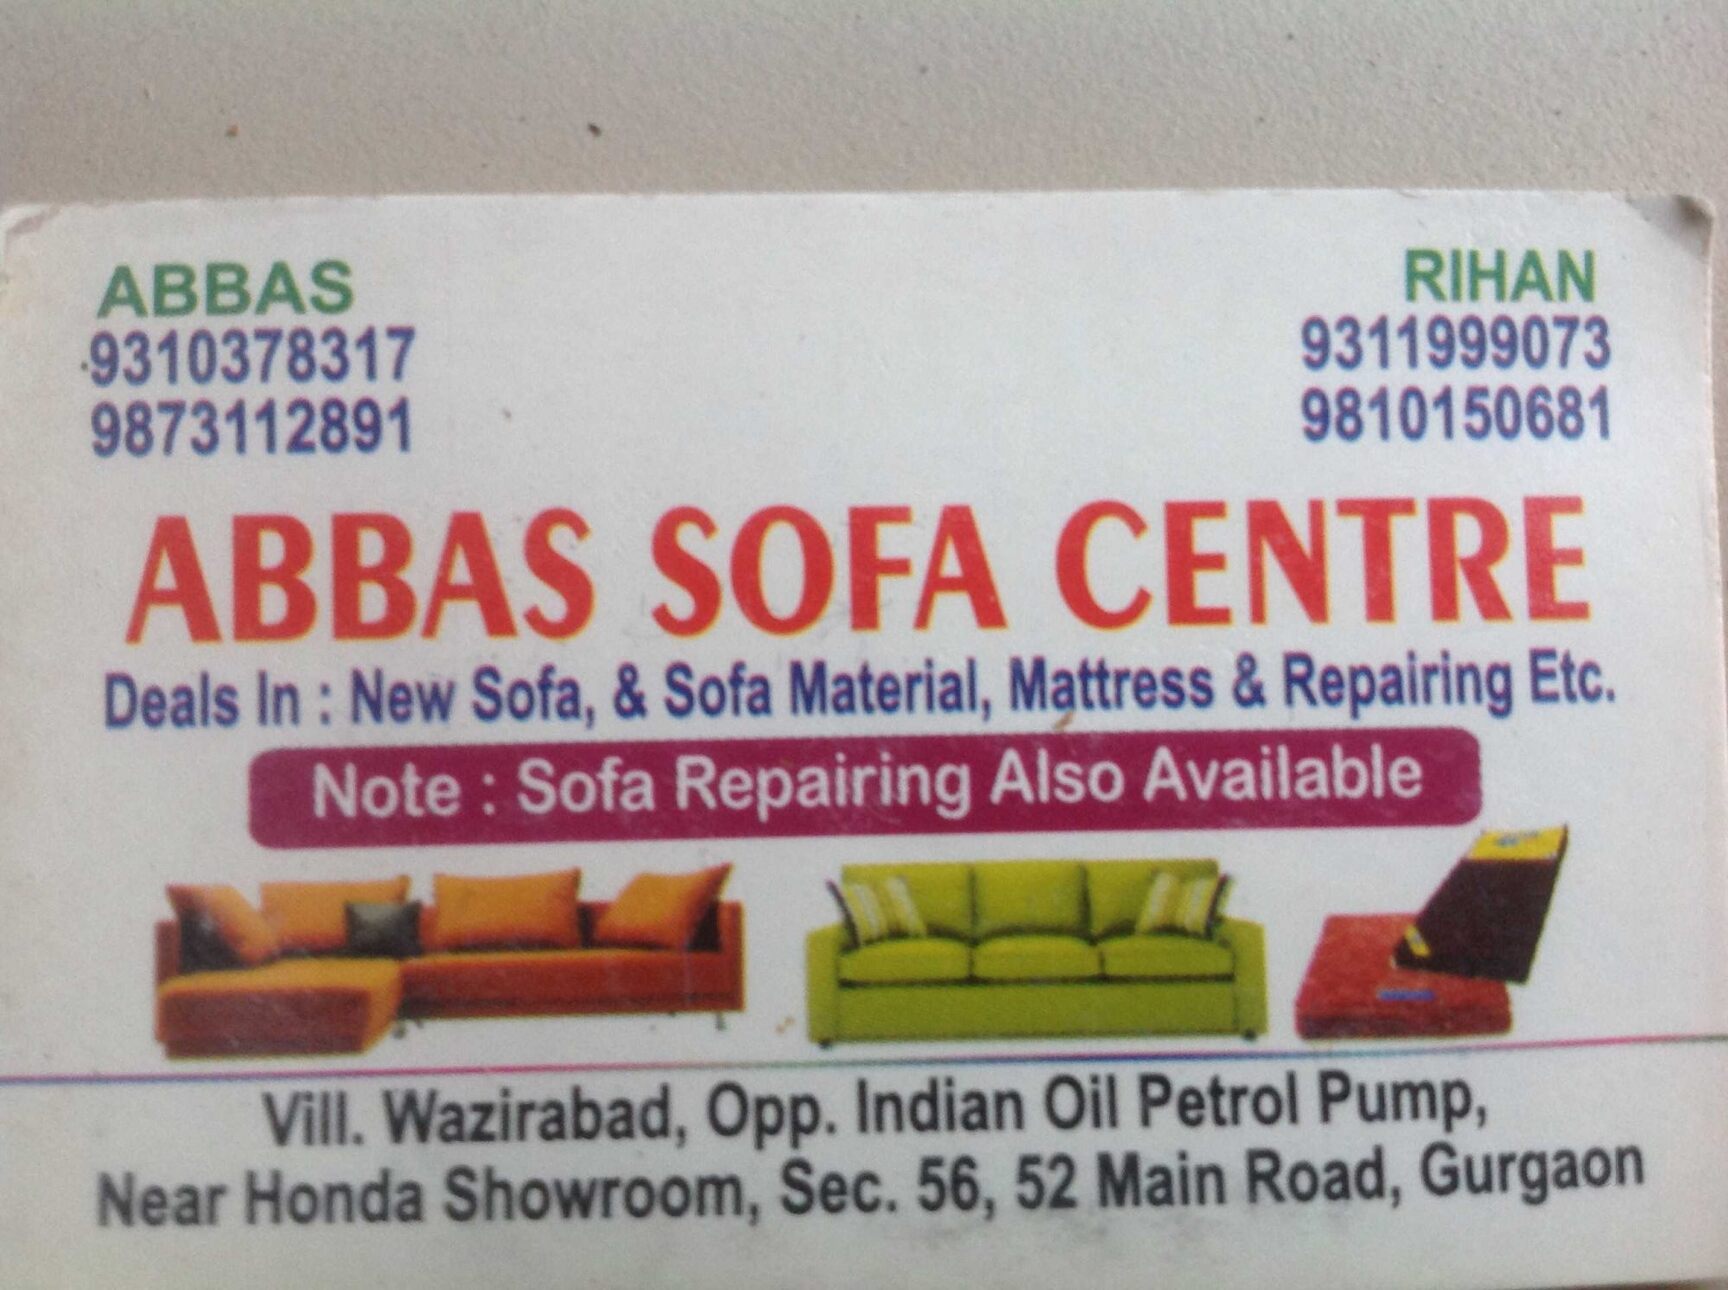 ABBAS
9310378317
9873112891
RIHAN
9311999073
9810150681
ABBAS SOFA CENTRE
Deals In : New Sofa, & Sofa Material, Mattress & Repairing Etc.
Note : Sofa Repairing Also Available
Vill. Wazirabad, Opp. Indian Oil Petrol Pump,
Near Honda Showroom, Sec. 56, 52 Main Road, Gurgaon